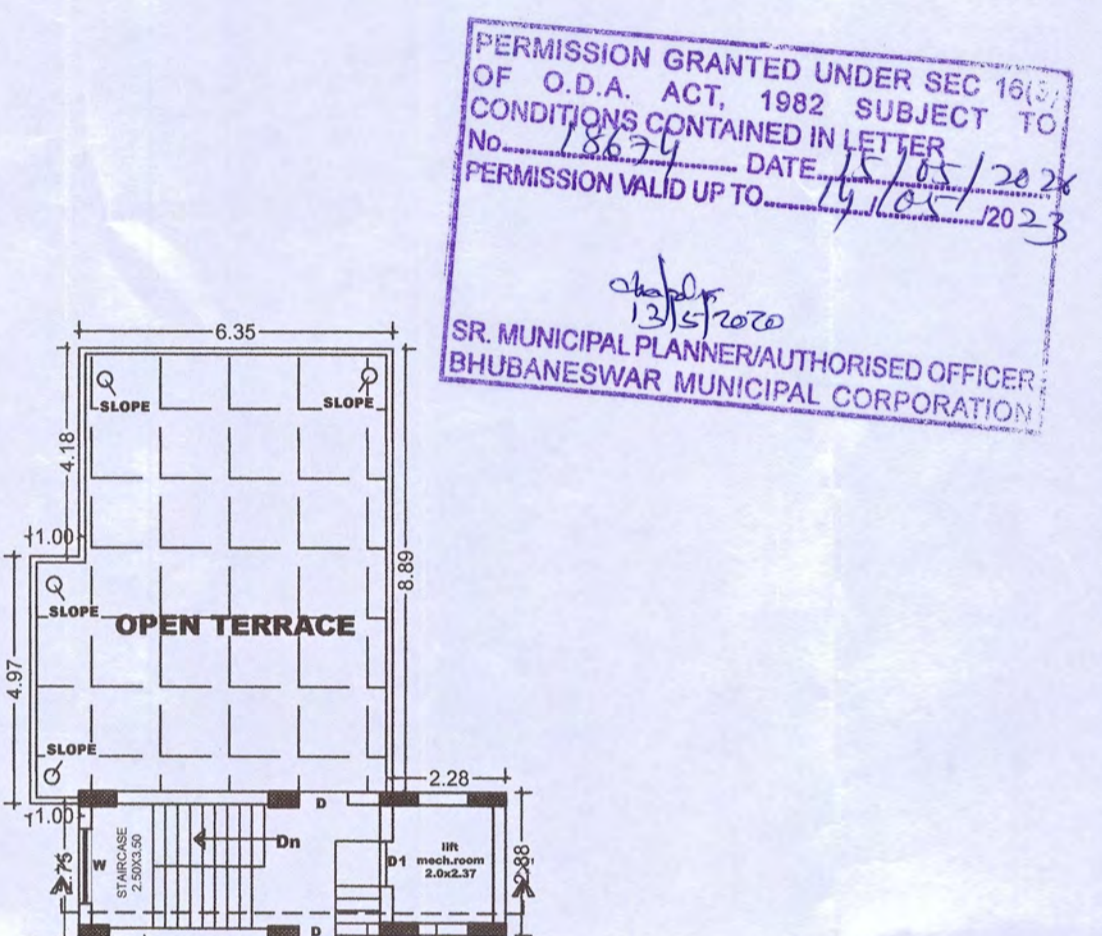 PERMISSION GRANTED UNDER SEC 16(3)
OF O.D.A. ACT, 1982 SUBJECT TO
CONDITIONS CONTAINED IN LETTER
No. 18674 DATE 15/05/2020
PERMISSION VALID UP TO 14/05/2023
13/5/2020
SR. MUNICIPAL PLANNER/AUTHORISED OFFICER
BHUBANESWAR MUNICIPAL CORPORATION
6.35
SLOPE
SLOPE
4.18
1.00
8.89
SLOPE
OPEN TERRACE
4.97
SLOPE
2.28
1.00
D
2.75
W
STAIRCASE
2.50X3.50
Dn
D1
lift
mech.room
2.0x2.37
2.88
D